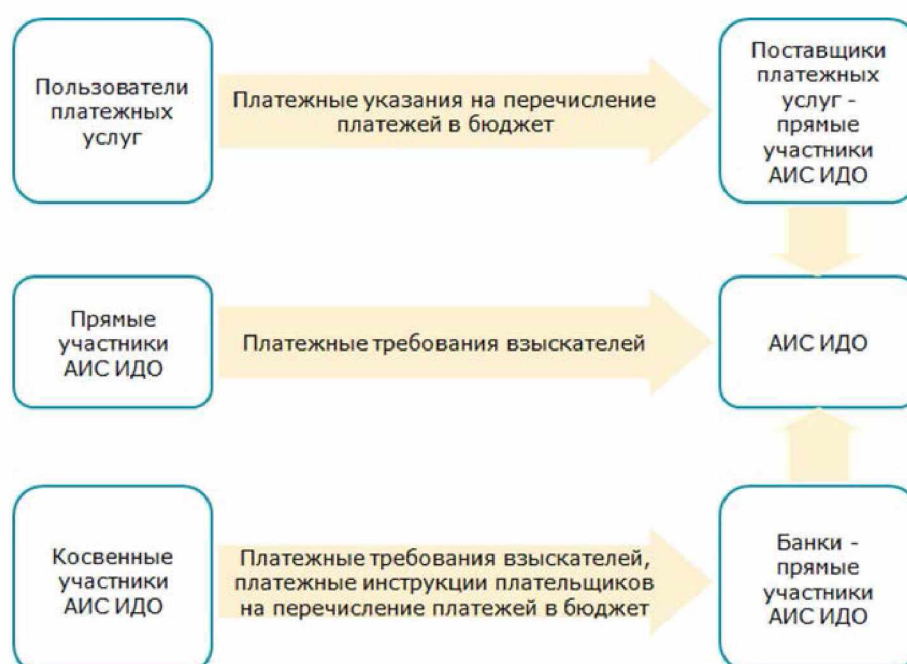 Пользователи
платежных
услуг
Платежные указания на перечисление
платежей в бюджет
Поставщики
платежных
услуг -
прямые
участники
АИС ИДО
Прямые
участники
АИС ИДО
Платежные требования взыскателей
АИС ИДО
Косвенные
участники
АИС ИДО
Платежные требования взыскателей,
платежные инструкции плательщиков
на перечисление платежей в бюджет
Банки -
прямые
участники
АИС ИДО